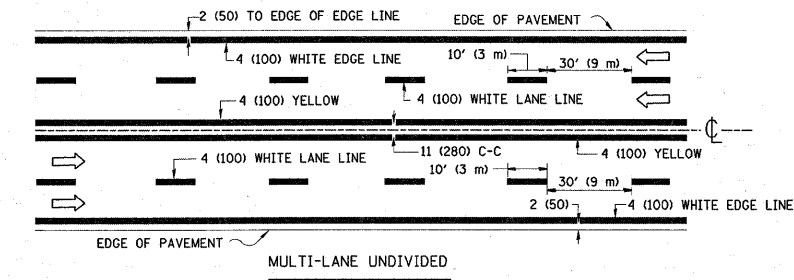 2 (50) TO EDGE OF EDGE LINE
EDGE OF PAVEMENT
4 (100) WHITE EDGE LINE
10' (3 m)
30' (9 m)
4 (100) YELLOW
4 (100) WHITE LANE LINE
℄
4 (100) WHITE LANE LINE
11 (280) C-C
4 (100) YELLOW
10' (3 m)
30' (9 m)
2 (50)
4 (100) WHITE EDGE LINE
EDGE OF PAVEMENT
MULTI-LANE UNDIVIDED